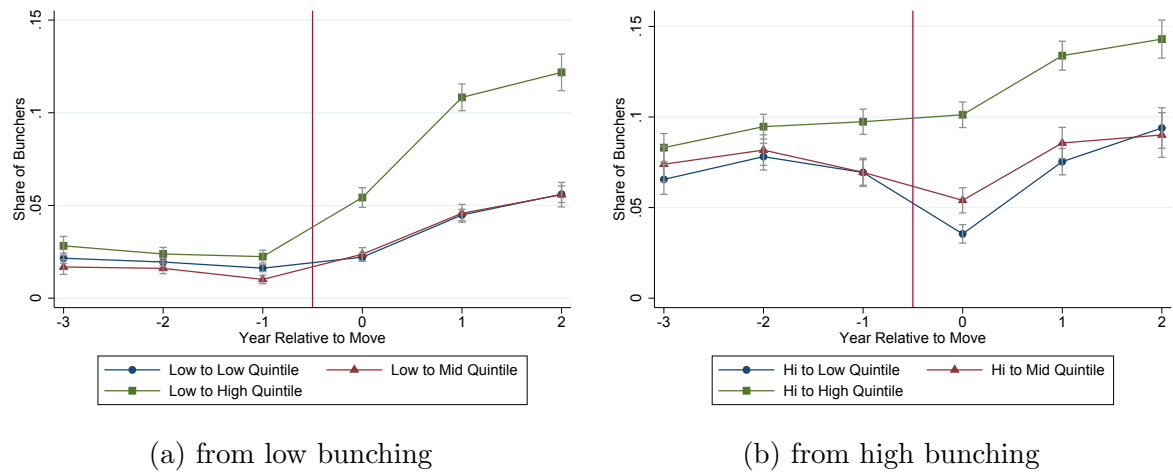 Share of Bunchers
.15
.1
.05
0
-3 -2 -1 0 1 2
Year Relative to Move
Low to Low Quintile
Low to Mid Quintile
Low to High Quintile
(a) from low bunching
Share of Bunchers
.15
.1
.05
0
-3 -2 -1 0 1 2
Year Relative to Move
Hi to Low Quintile
Hi to Mid Quintile
Hi to High Quintile
(b) from high bunching